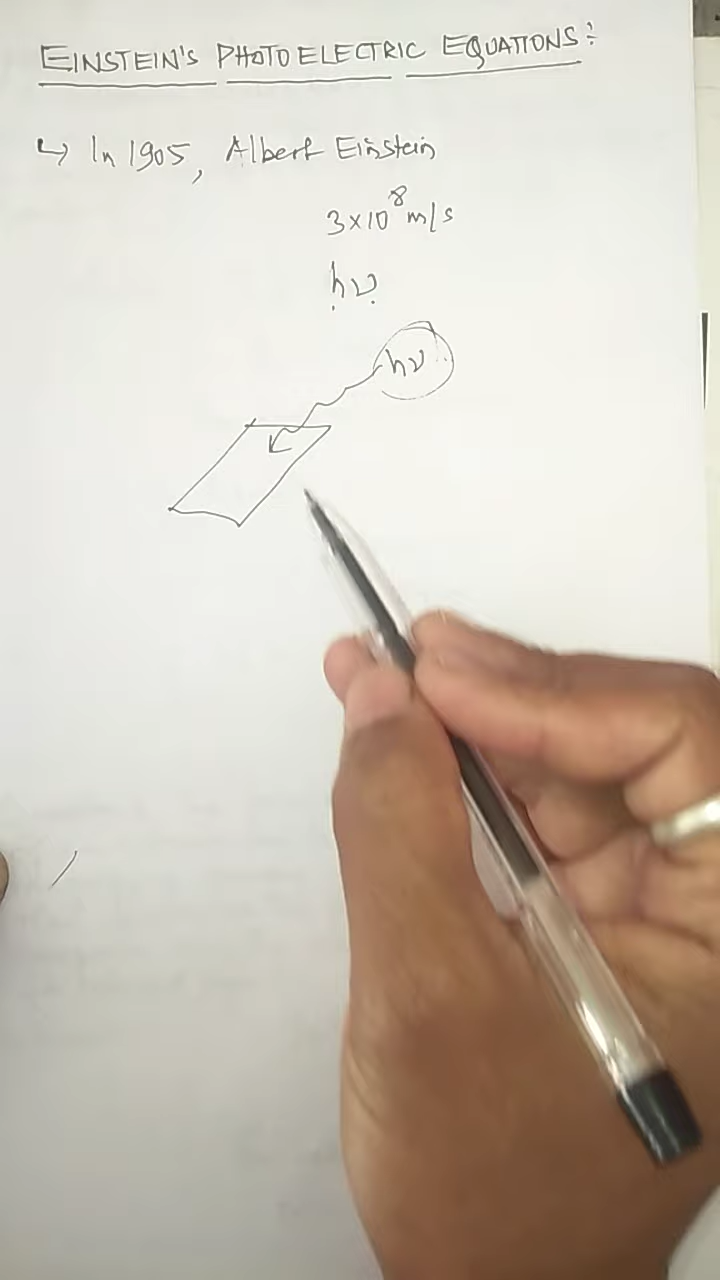 EINSTEIN'S PHOTOELECTRIC EQUATIONS:
↳ In 1905, Albert Einstein
3×10⁸ m/s
hν
hν